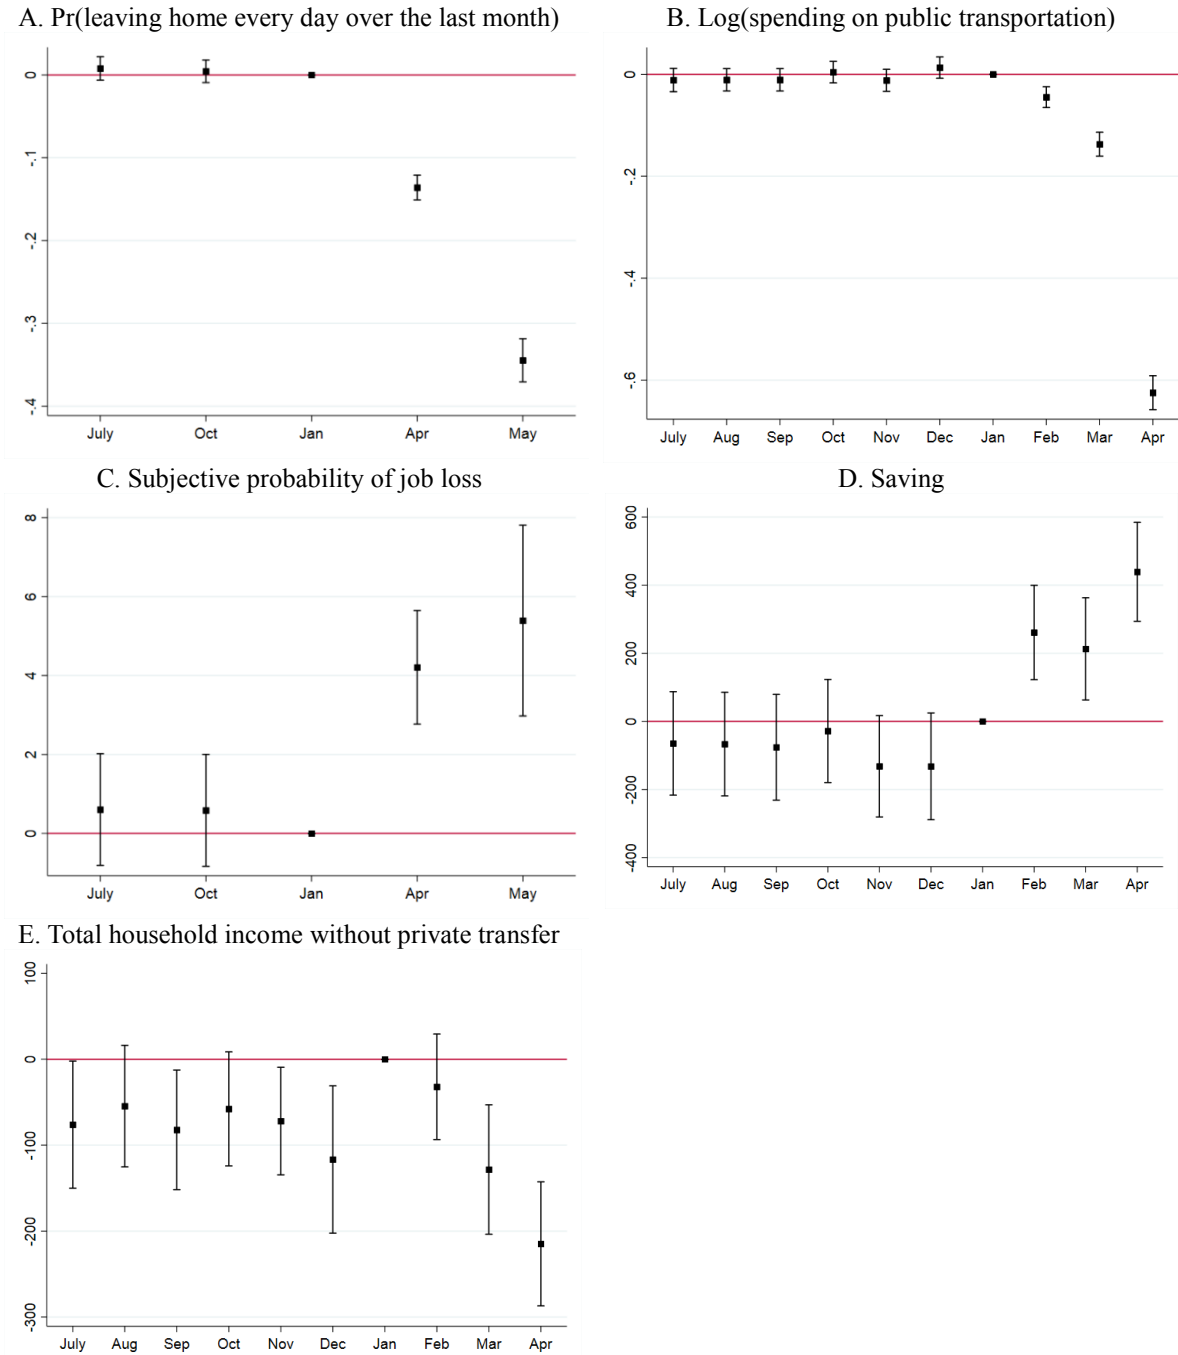 A. Pr(leaving home every day over the last month)
0
-.1
-.2
-.3
-.4
July Oct Jan Apr May
B. Log(spending on public transportation)
0
-.2
-.4
-.6
July Aug Sep Oct Nov Dec Jan Feb Mar Apr
C. Subjective probability of job loss
8
6
4
2
0
July Oct Jan Apr May
D. Saving
600
400
200
0
-200
-400
July Aug Sep Oct Nov Dec Jan Feb Mar Apr
E. Total household income without private transfer
100
0
-100
-200
-300
July Aug Sep Oct Nov Dec Jan Feb Mar Apr